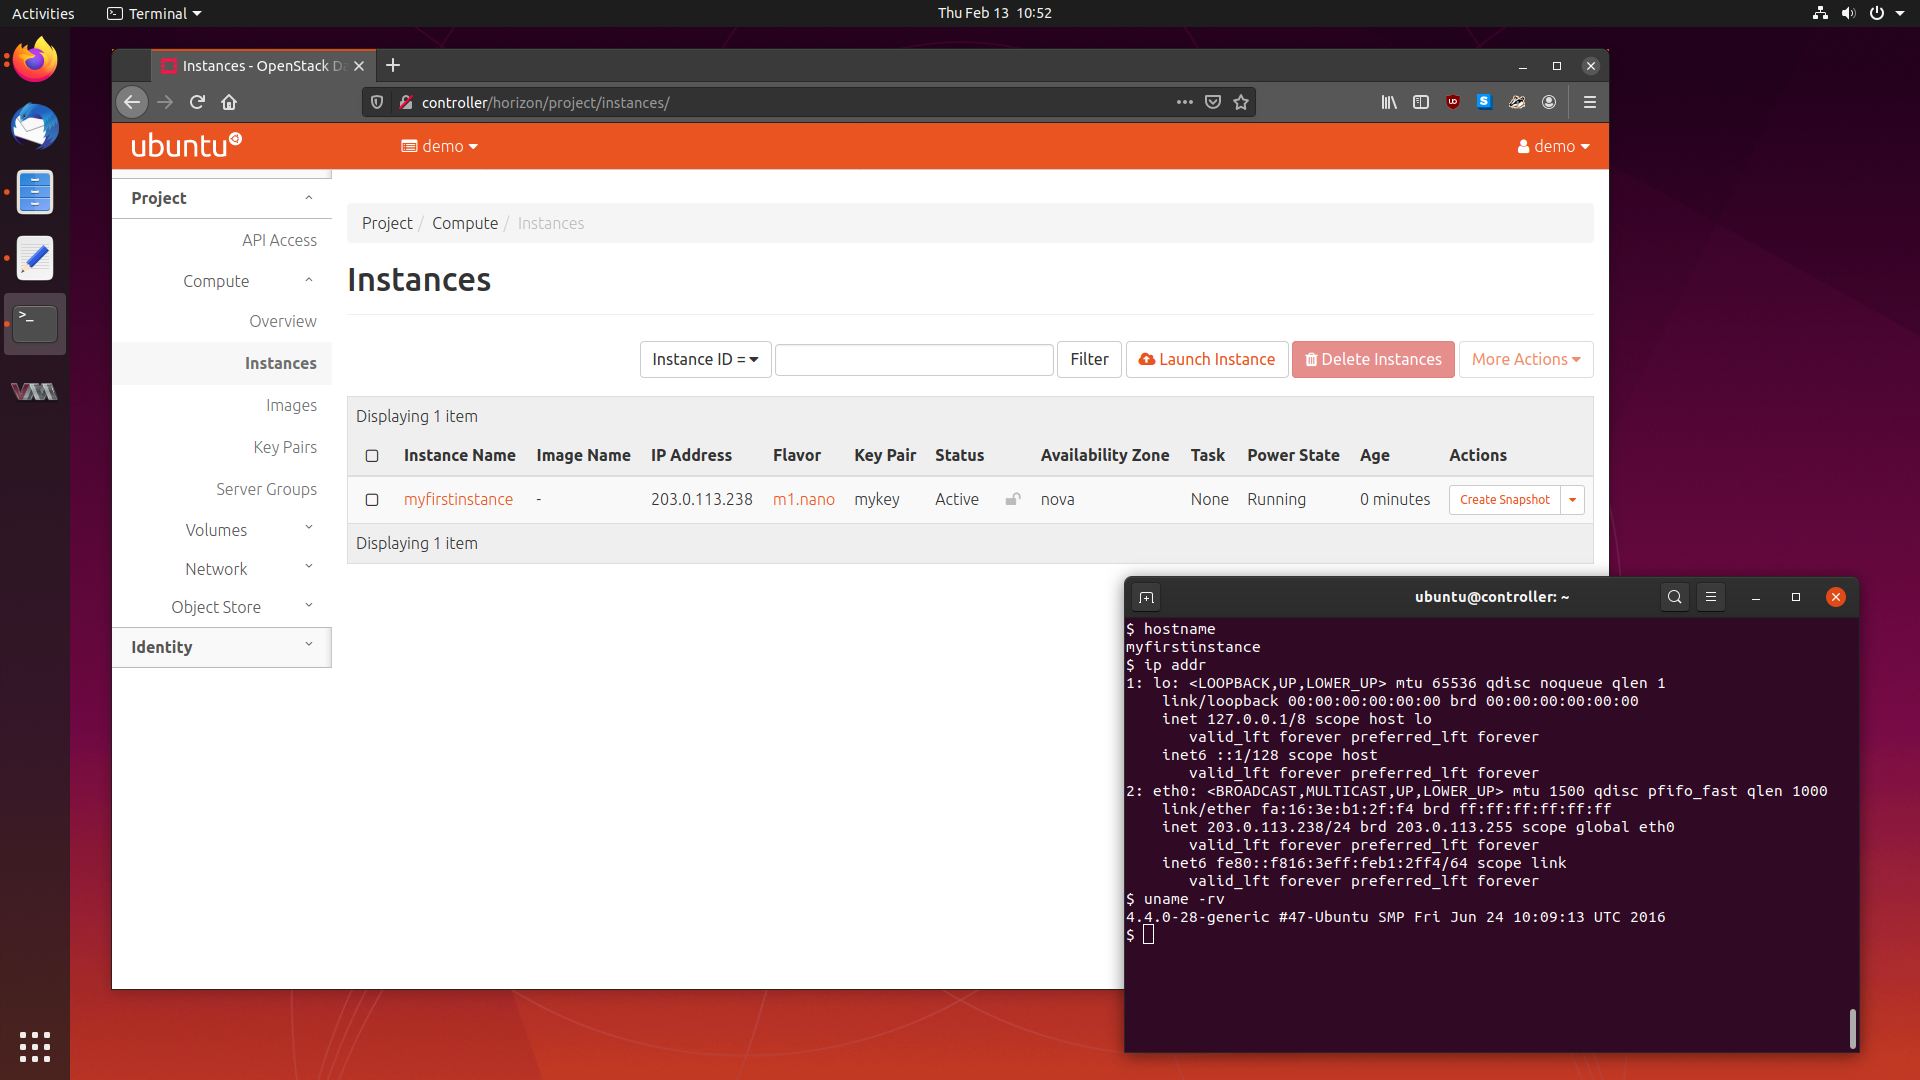 Activities
Terminal
Thu Feb 13 10:52
Instances - OpenStack Da
controller/horizon/project/instances/
ubuntu
demo
demo
Project
API Access
Compute
Overview
Instances
Images
Key Pairs
Server Groups
Volumes
Network
Object Store
Identity
Project / Compute / Instances
Instances
Instance ID =
Filter
Launch Instance
Delete Instances
More Actions
Displaying 1 item
Instance Name Image Name IP Address Flavor Key Pair Status Availability Zone Task Power State Age Actions
myfirstinstance - 203.0.113.238 m1.nano mykey Active nova None Running 0 minutes Create Snapshot
Displaying 1 item
ubuntu@controller: ~
$ hostname
myfirstinstance
$ ip addr
1: lo: <LOOPBACK,UP,LOWER_UP> mtu 65536 qdisc noqueue qlen 1
link/loopback 00:00:00:00:00:00 brd 00:00:00:00:00:00
inet 127.0.0.1/8 scope host lo
valid_lft forever preferred_lft forever
inet6 ::1/128 scope host
valid_lft forever preferred_lft forever
2: eth0: <BROADCAST,MULTICAST,UP,LOWER_UP> mtu 1500 qdisc pfifo_fast qlen 1000
link/ether fa:16:3e:b1:2f:f4 brd ff:ff:ff:ff:ff:ff
inet 203.0.113.238/24 brd 203.0.113.255 scope global eth0
valid_lft forever preferred_lft forever
inet6 fe80::f816:3eff:feb1:2ff4/64 scope link
valid_lft forever preferred_lft forever
$ uname -rv
4.4.0-28-generic #47-Ubuntu SMP Fri Jun 24 10:09:13 UTC 2016
$